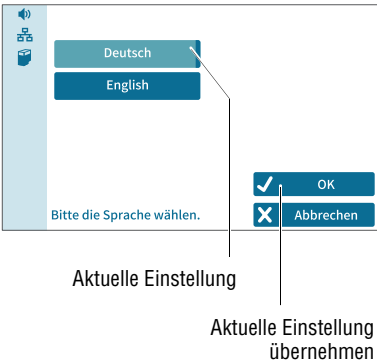 Deutsch
English
Bitte die Sprache wählen.
OK
Abbrechen
Aktuelle Einstellung
Aktuelle Einstellung
übernehmen